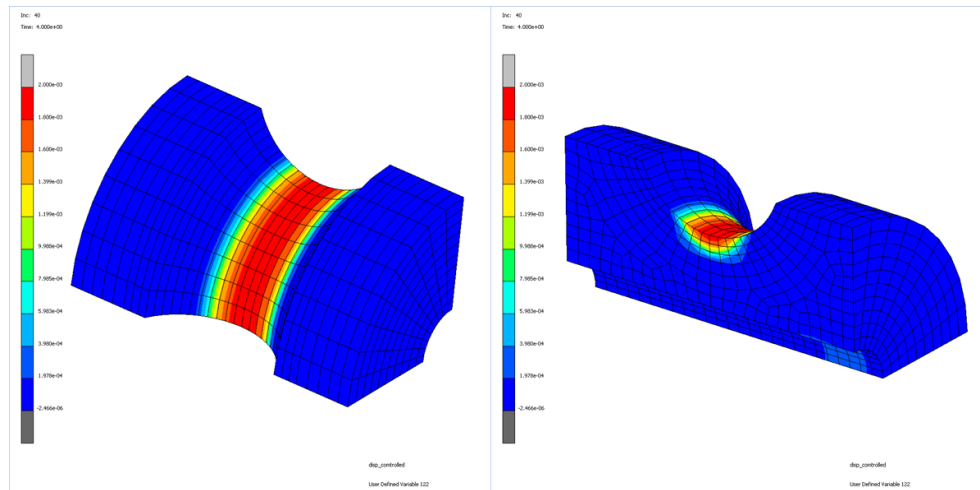 Inc: 40
Time: 4.000e+00
2.000e-03
1.800e-03
1.600e-03
1.399e-03
1.199e-03
9.986e-04
7.985e-04
5.983e-04
3.980e-04
1.978e-04
-2.466e-06
disp_controlled
User Defined Variable 122
Inc: 40
Time: 4.000e+00
2.000e-03
1.800e-03
1.600e-03
1.399e-03
1.199e-03
9.986e-04
7.985e-04
5.983e-04
3.980e-04
1.978e-04
-2.466e-06
disp_controlled
User Defined Variable 122